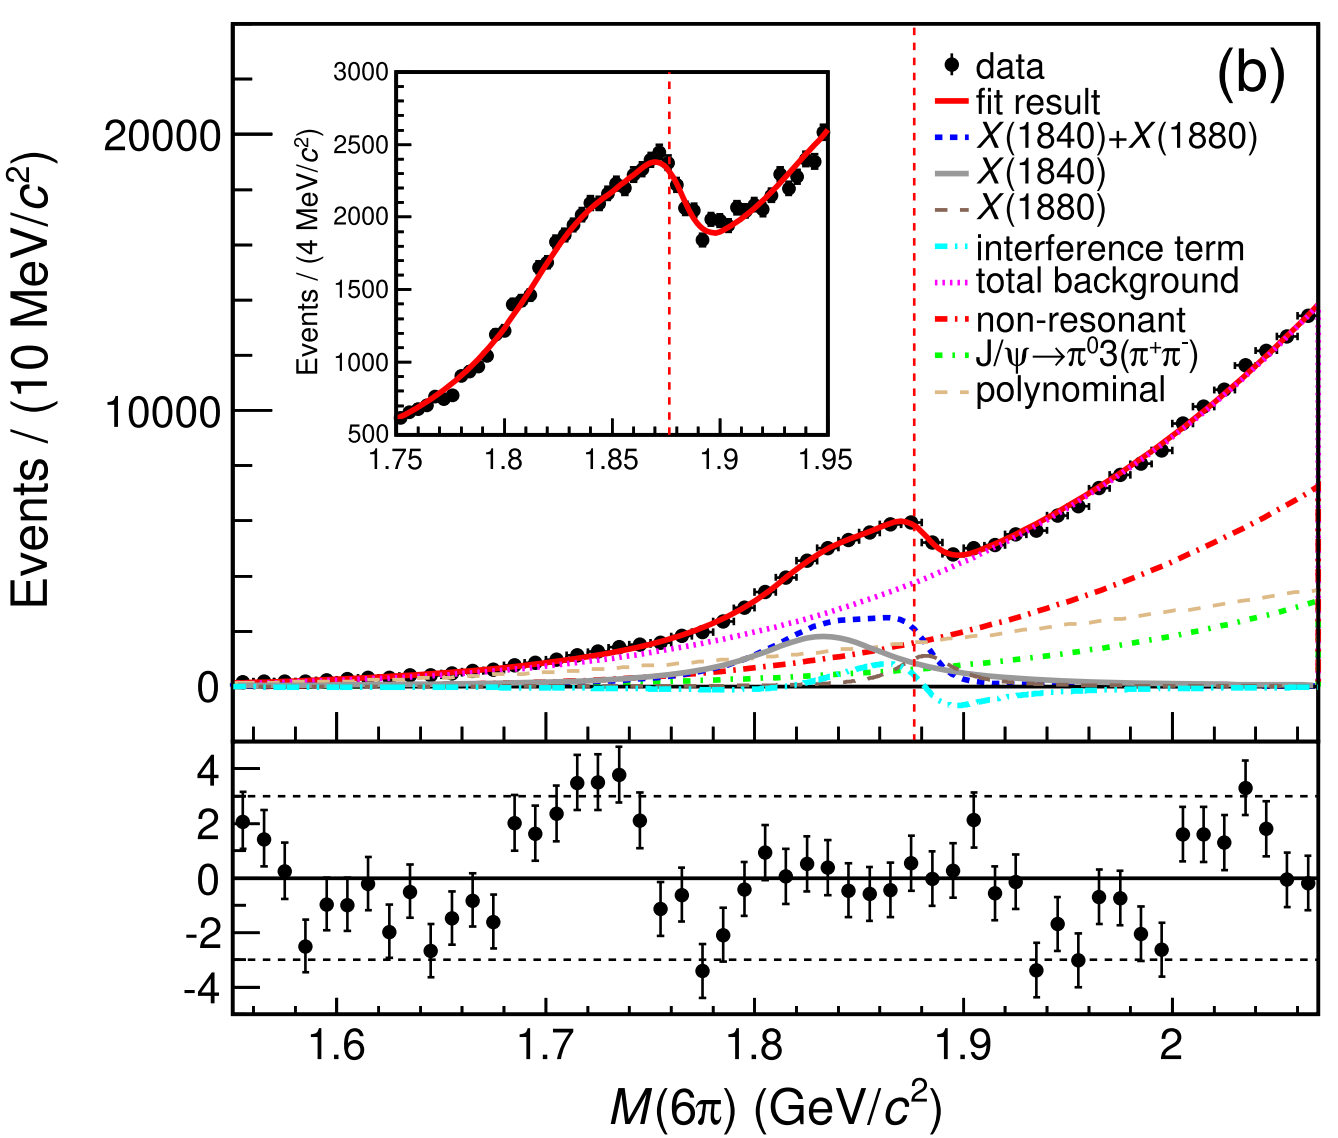 (b)
data
fit result
X(1840)+X(1880)
X(1840)
X(1880)
interference term
total background
non-resonant
J/ψ→π⁰3(π⁺π⁻)
polynominal
Events / (10 MeV/c²)
20000
10000
0
Events / (4 MeV/c²)
3000
2500
2000
1500
1000
500
1.75 1.8 1.85 1.9 1.95
4
2
0
-2
-4
1.6 1.7 1.8 1.9 2
M(6π) (GeV/c²)